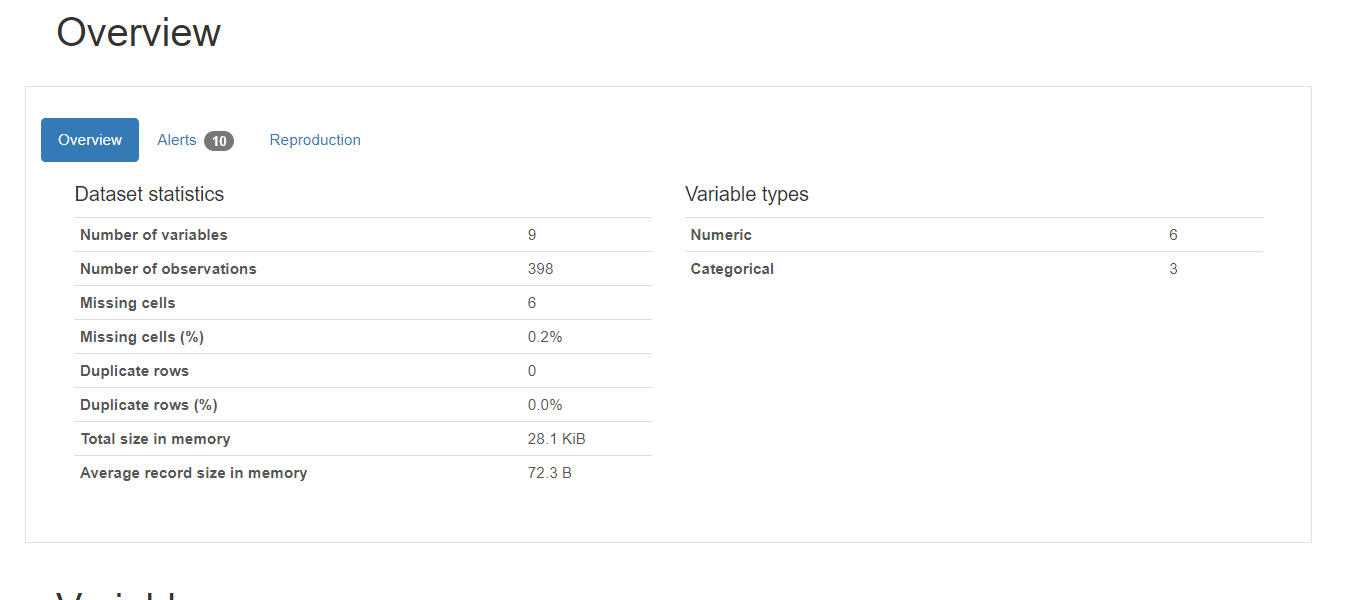 Overview
Overview Alerts 10 Reproduction
Dataset statistics
Number of variables 9
Number of observations 398
Missing cells 6
Missing cells (%) 0.2%
Duplicate rows 0
Duplicate rows (%) 0.0%
Total size in memory 28.1 KiB
Average record size in memory 72.3 B
Variable types
Numeric 6
Categorical 3